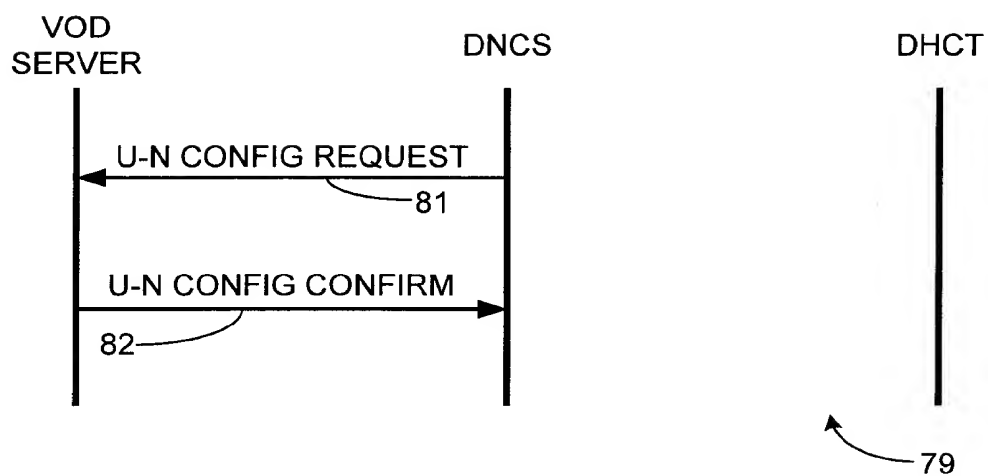 VOD
SERVER
DNCS
DHCT
U-N CONFIG REQUEST
81
U-N CONFIG CONFIRM
82
79